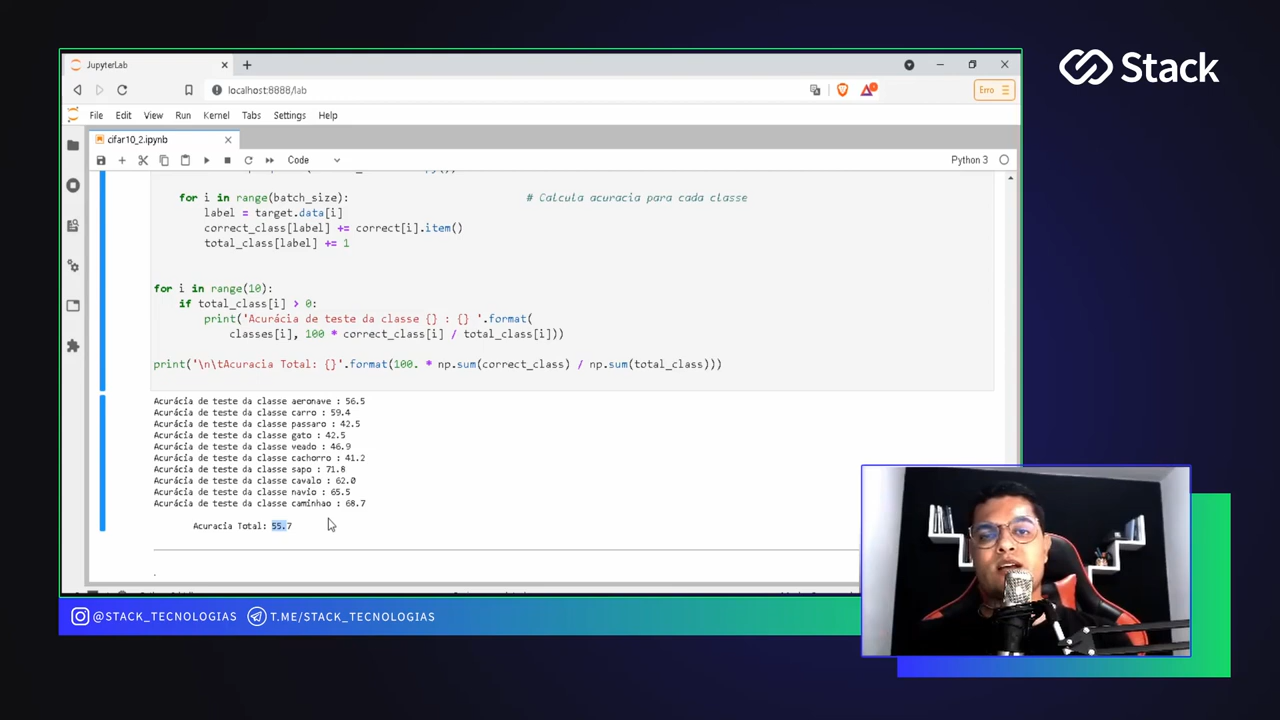 Stack
JupyterLab
localhost:8888/lab
Erro
File Edit View Run Kernel Tabs Settings Help
cifar10_2.ipynb
Code
Python 3
for i in range(batch_size): # Calcula acuracia para cada classe
label = target.data[i]
correct_class[label] += correct[i].item()
total_class[label] += 1
for i in range(10):
if total_class[i] > 0:
print('Acurácia de teste da classe {} : {} '.format(
classes[i], 100 * correct_class[i] / total_class[i]))
print('\n\tAcuracia Total: {}'.format(100. * np.sum(correct_class) / np.sum(total_class)))
Acurácia de teste da classe aeronave : 56.5
Acurácia de teste da classe carro : 59.4
Acurácia de teste da classe passaro : 42.5
Acurácia de teste da classe gato : 42.5
Acurácia de teste da classe veado : 46.9
Acurácia de teste da classe cachorro : 41.2
Acurácia de teste da classe sapo : 71.8
Acurácia de teste da classe cavalo : 62.0
Acurácia de teste da classe navio : 65.5
Acurácia de teste da classe caminhao : 68.7
Acuracia Total: 55.7
@STACK_TECNOLOGIAS T.ME/STACK_TECNOLOGIAS